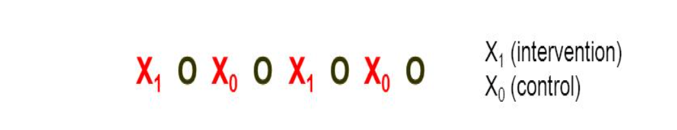 X₁ O X₀ O X₁ O X₀ O
X₁ (intervention)
X₀ (control)